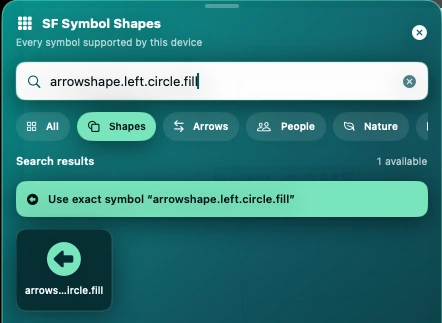 SF Symbol Shapes
Every symbol supported by this device
arrowshape.left.circle.fill
All Shapes Arrows People Nature
Search results 1 available
Use exact symbol “arrowshape.left.circle.fill”
arrows...ircle.fill